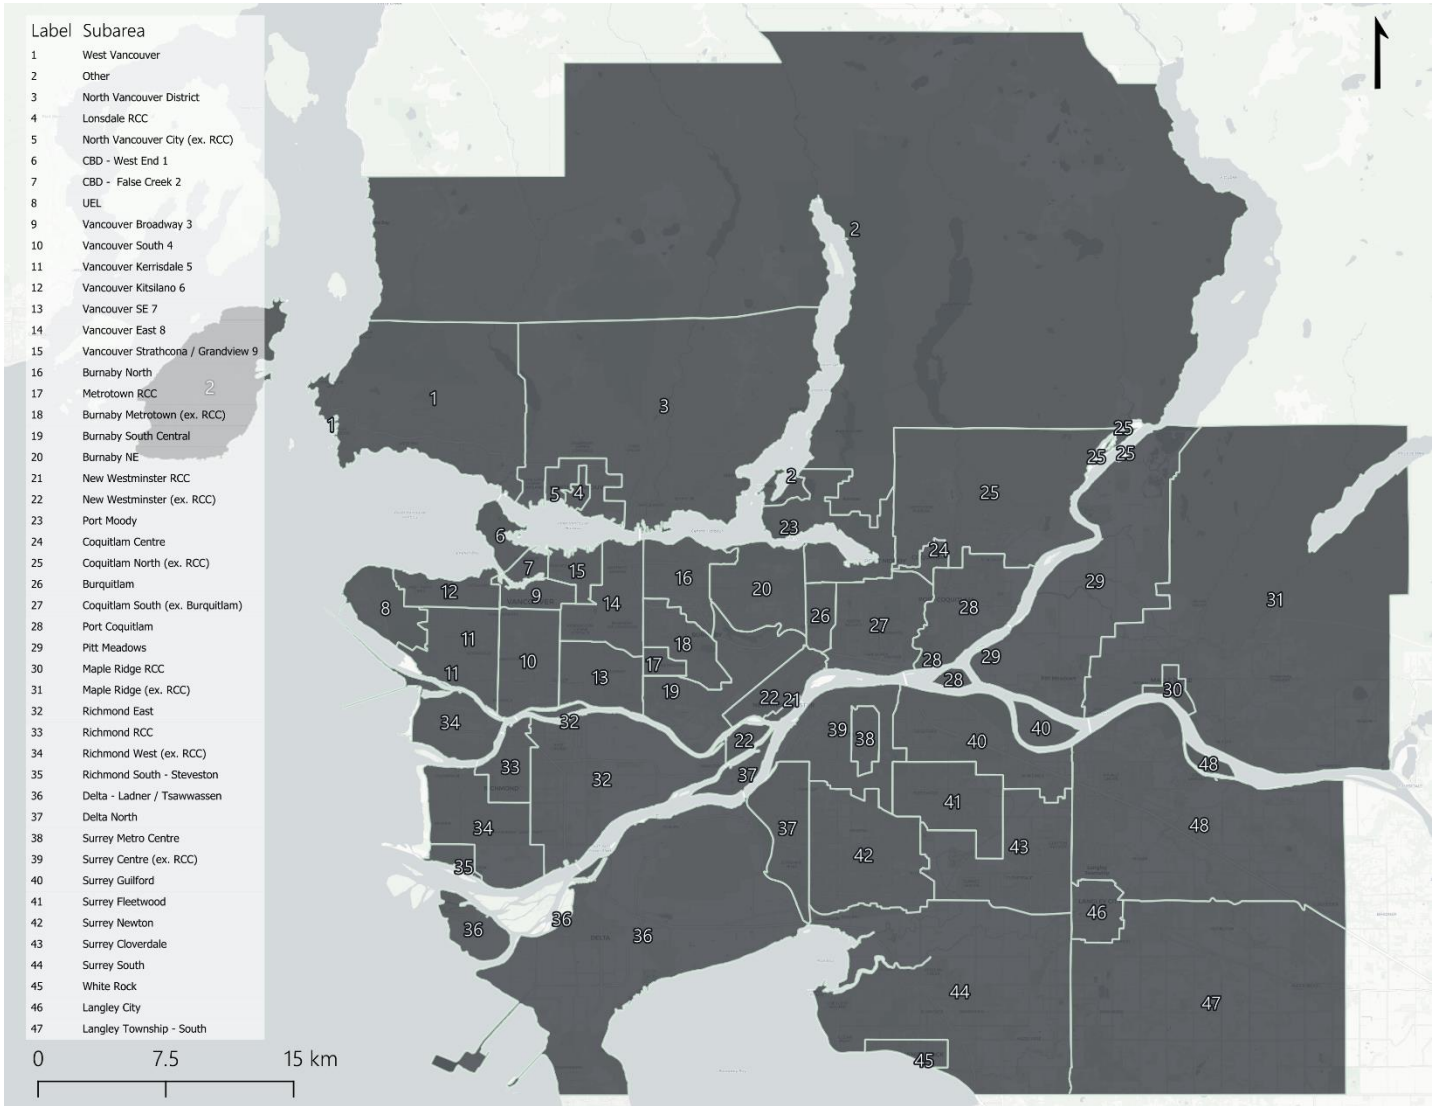 Label Subarea
1 West Vancouver
2 Other
3 North Vancouver District
4 Lonsdale RCC
5 North Vancouver City (ex. RCC)
6 CBD - West End 1
7 CBD - False Creek 2
8 UEL
9 Vancouver Broadway 3
10 Vancouver South 4
11 Vancouver Kerrisdale 5
12 Vancouver Kitsilano 6
13 Vancouver SE 7
14 Vancouver East 8
15 Vancouver Strathcona / Grandview 9
16 Burnaby North
17 Metrotown RCC
18 Burnaby Metrotown (ex. RCC)
19 Burnaby South Central
20 Burnaby NE
21 New Westminster RCC
22 New Westminster (ex. RCC)
23 Port Moody
24 Coquitlam Centre
25 Coquitlam North (ex. RCC)
26 Burquitlam
27 Coquitlam South (ex. Burquitlam)
28 Port Coquitlam
29 Pitt Meadows
30 Maple Ridge RCC
31 Maple Ridge (ex. RCC)
32 Richmond East
33 Richmond RCC
34 Richmond West (ex. RCC)
35 Richmond South - Steveston
36 Delta - Ladner / Tsawwassen
37 Delta North
38 Surrey Metro Centre
39 Surrey Centre (ex. RCC)
40 Surrey Guilford
41 Surrey Fleetwood
42 Surrey Newton
43 Surrey Cloverdale
44 Surrey South
45 White Rock
46 Langley City
47 Langley Township - South
0 7.5 15 km
2
2
1
3
1
25
25
25
2
5
4
25
6
23
24
7
15
16
20
29
12
9
14
26
28
31
8
27
11
18
10
17
28
29
11
13
19
28
30
22
21
34
32
39
38
40
40
22
48
33
37
32
41
34
37
48
42
43
35
46
36
36
36
44
47
45